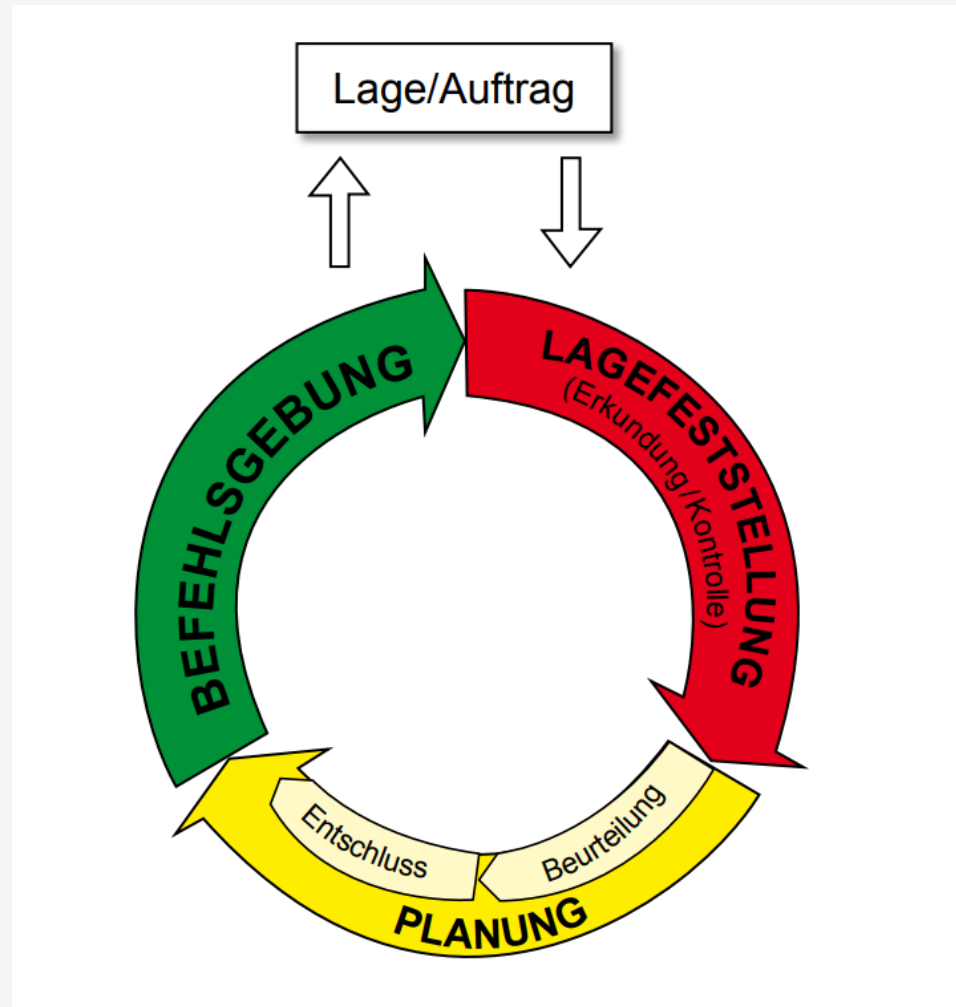 Lage/Auftrag
LAGEFESTSTELLUNG
(Erkundung/Kontrolle)
Beurteilung
Entschluss
PLANUNG
BEFEHLSGEBUNG